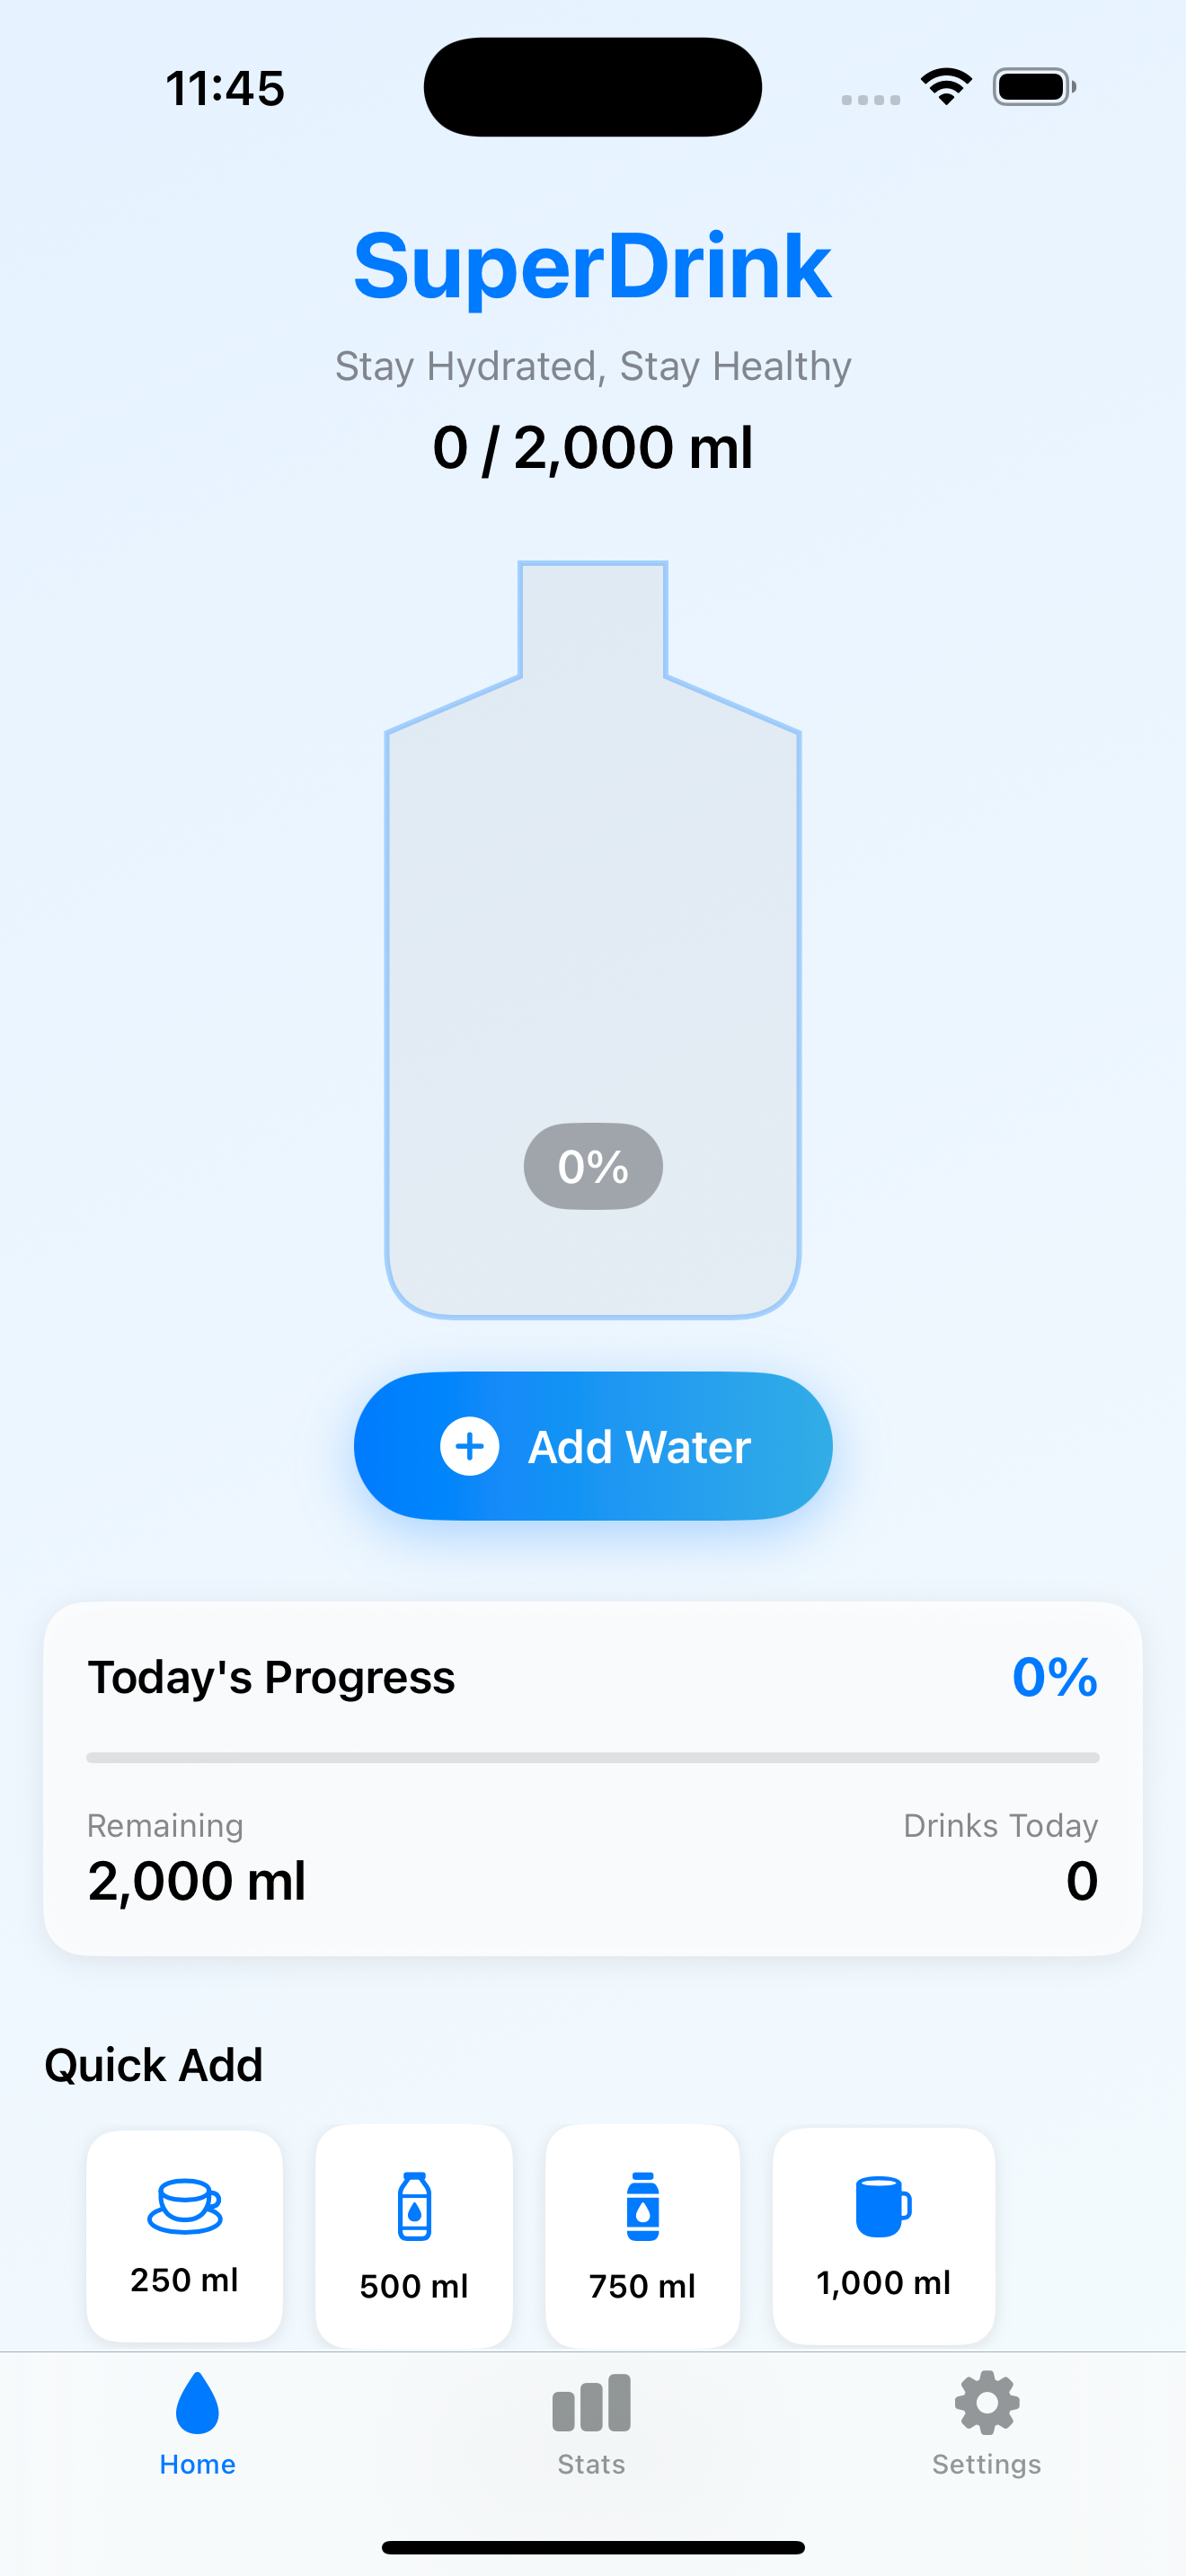 11:45
SuperDrink
Stay Hydrated, Stay Healthy
0 / 2,000 ml
0%
Add Water
Today's Progress 0%
Remaining Drinks Today
2,000 ml 0
Quick Add
250 ml 500 ml 750 ml 1,000 ml
Home Stats Settings